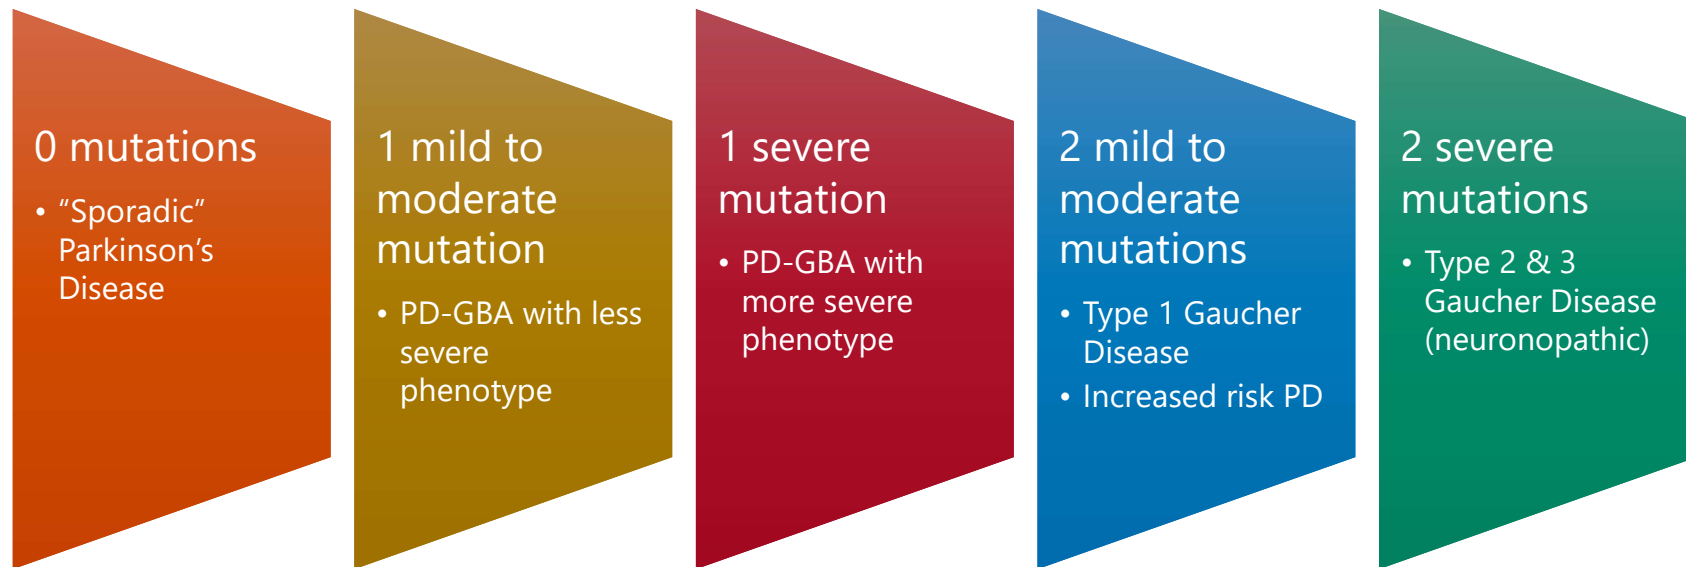 0 mutations
• “Sporadic”
Parkinson’s
Disease
1 mild to
moderate
mutation
• PD-GBA with less
severe
phenotype
1 severe
mutation
• PD-GBA with
more severe
phenotype
2 mild to
moderate
mutations
• Type 1 Gaucher
Disease
• Increased risk PD
2 severe
mutations
• Type 2 & 3
Gaucher Disease
(neuronopathic)